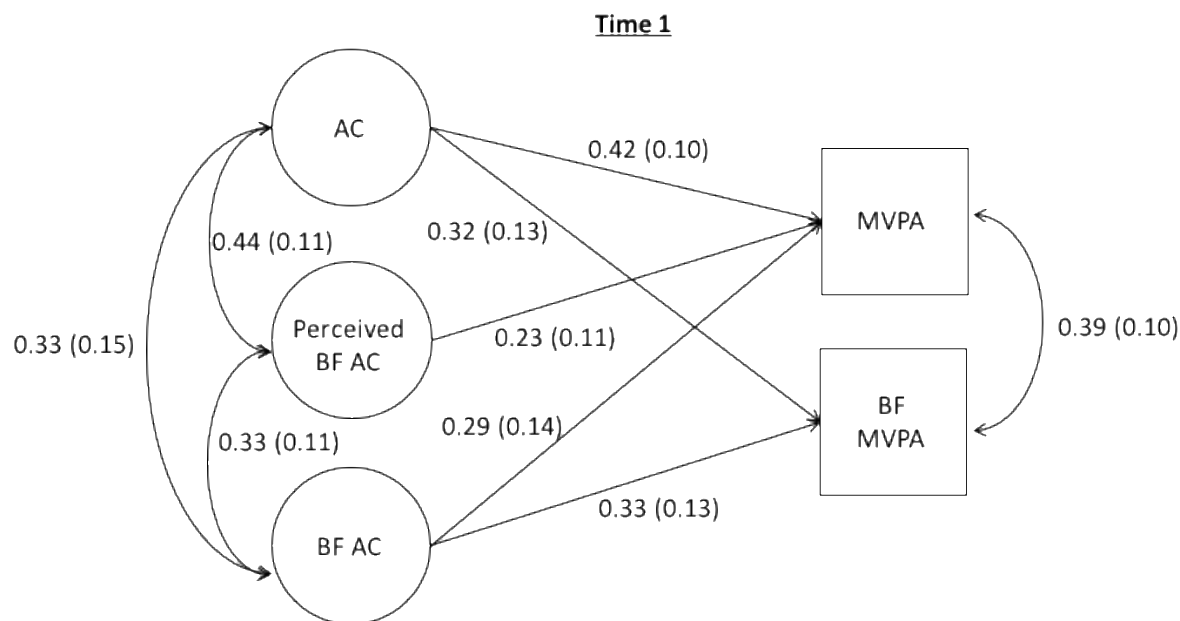 Time 1
AC
0.42 (0.10)
MVPA
0.44 (0.11)
0.32 (0.13)
0.33 (0.15)
Perceived
BF AC
0.23 (0.11)
0.39 (0.10)
BF
MVPA
0.33 (0.11)
0.29 (0.14)
0.33 (0.13)
BF AC